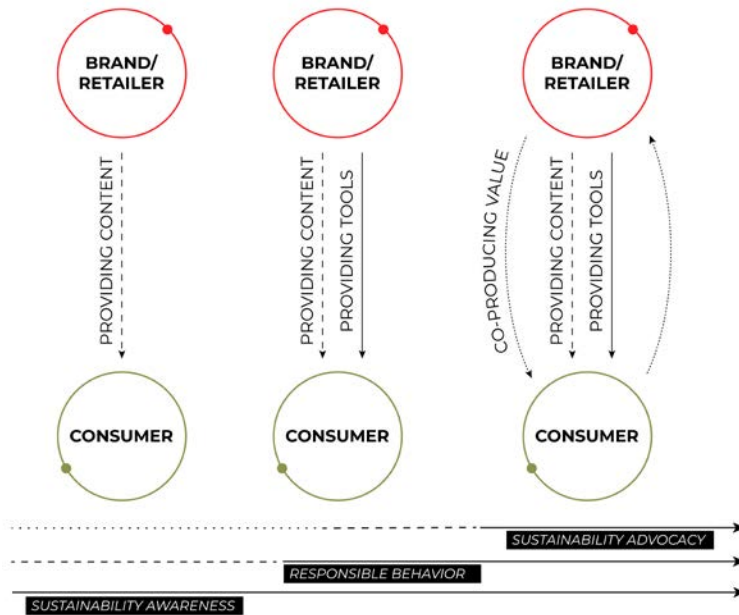 BRAND/
RETAILER
BRAND/
RETAILER
BRAND/
RETAILER
PROVIDING CONTENT
PROVIDING CONTENT
PROVIDING TOOLS
CO-PRODUCING VALUE
PROVIDING CONTENT
PROVIDING TOOLS
CONSUMER
CONSUMER
CONSUMER
SUSTAINABILITY ADVOCACY
RESPONSIBLE BEHAVIOR
SUSTAINABILITY AWARENESS